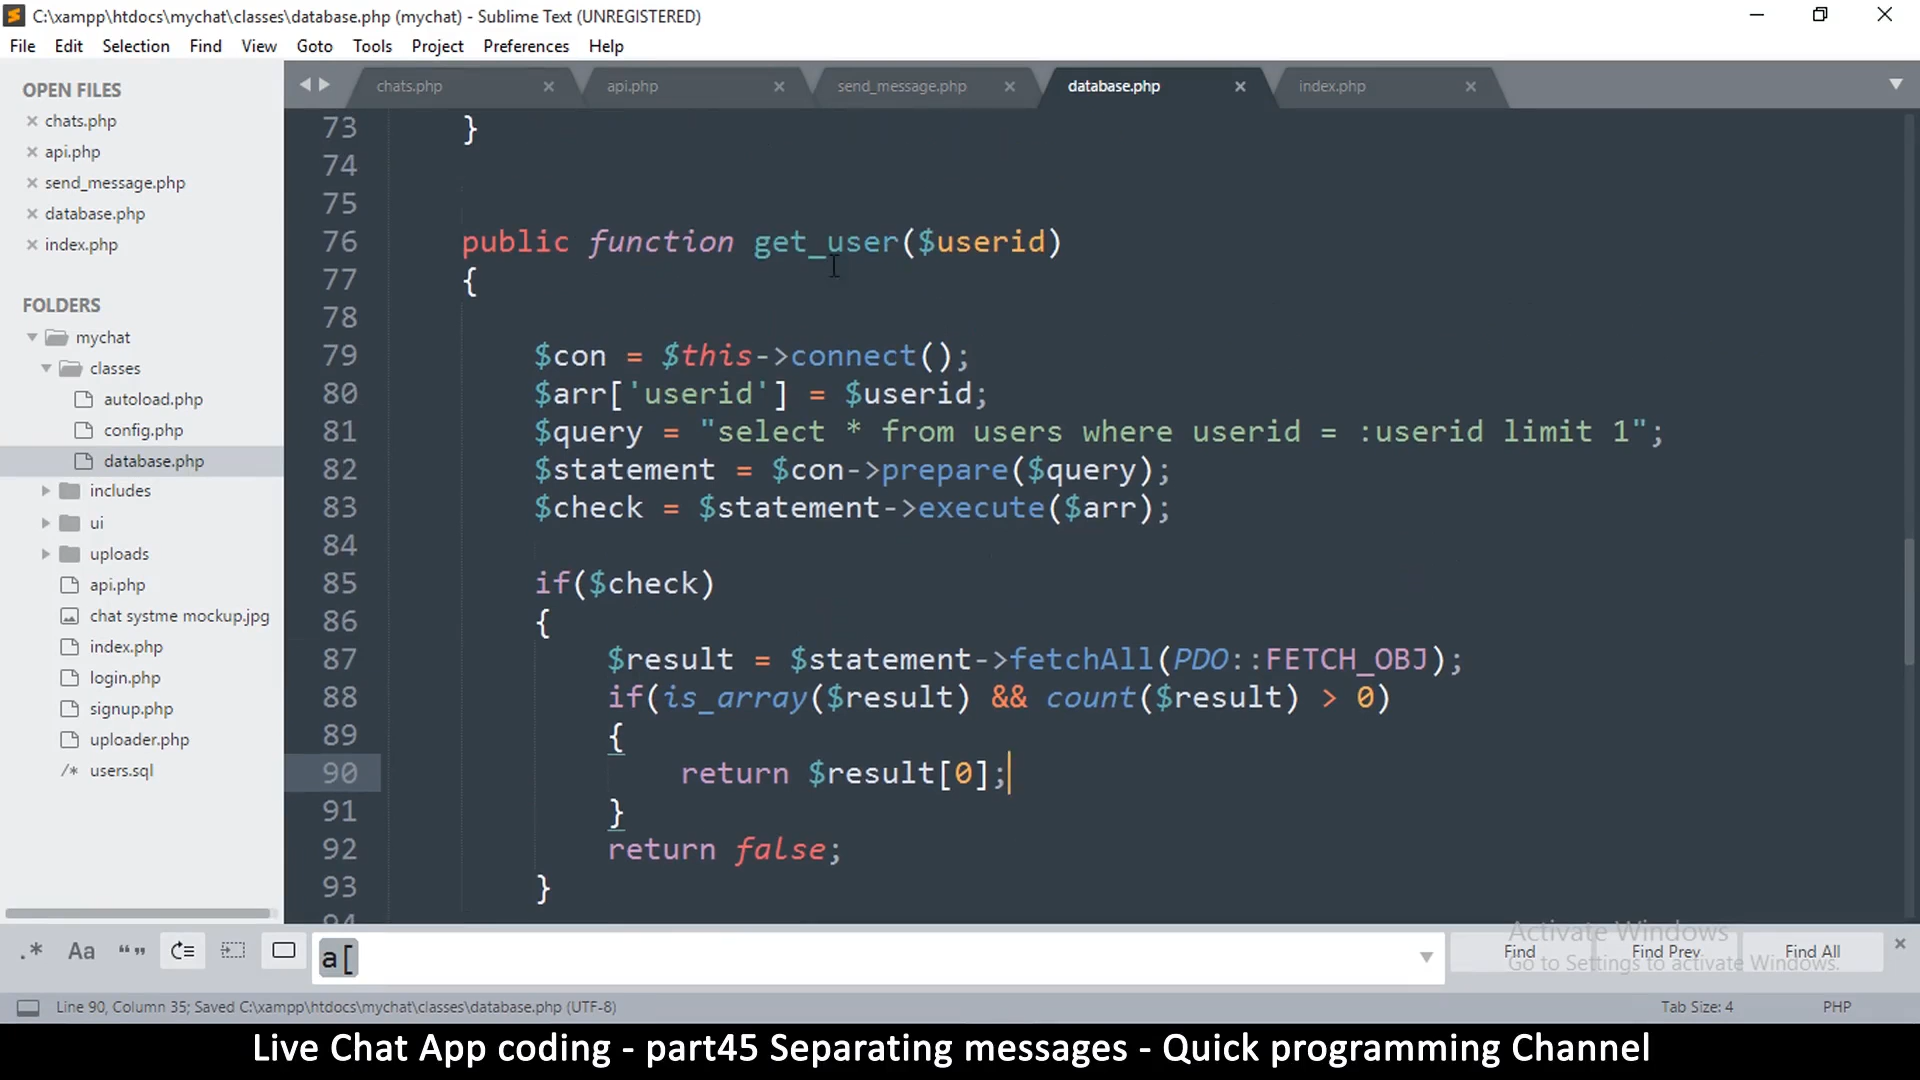 C:\xampp\htdocs\mychat\classes\database.php (mychat) - Sublime Text (UNREGISTERED)
File Edit Selection Find View Goto Tools Project Preferences Help
OPEN FILES
chats.php
api.php
send_message.php
database.php
index.php
FOLDERS
mychat
classes
autoload.php
config.php
database.php
includes
ui
uploads
api.php
chat systme mockup.jpg
index.php
login.php
signup.php
uploader.php
/* users.sql
chats.php api.php send_message.php database.php index.php
73 }
74
75
76 public function get_user($userid)
77 {
78
79 $con = $this->connect();
80 $arr['userid'] = $userid;
81 $query = "select * from users where userid = :userid limit 1";
82 $statement = $con->prepare($query);
83 $check = $statement->execute($arr);
84
85 if($check)
86 {
87 $result = $statement->fetchAll(PDO::FETCH_OBJ);
88 if(is_array($result) && count($result) > 0)
89 {
90 return $result[0];
91 }
92 return false;
93 }
94
.* Aa “” a[ Find Find Prev Find All
Activate Windows
Go to Settings to activate Windows.
Line 90, Column 35; Saved C:\xampp\htdocs\mychat\classes\database.php (UTF-8) Tab Size: 4 PHP
Live Chat App coding - part45 Separating messages - Quick programming Channel